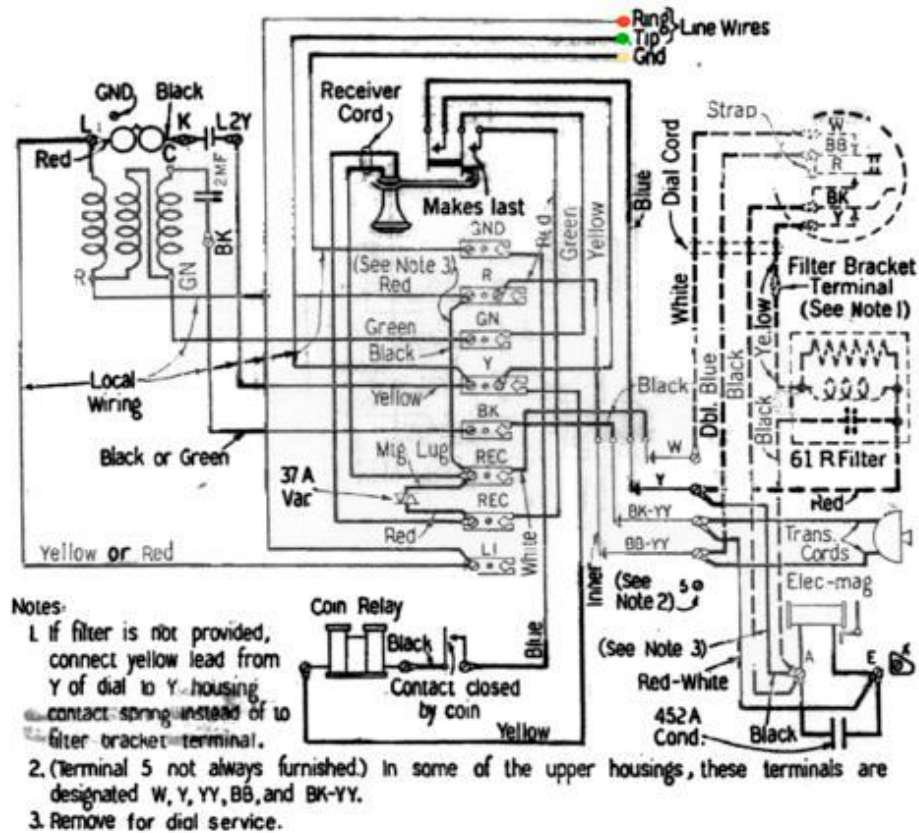 Ring
Tip
Gnd
Line Wires
GND
Black
L
K
L2Y
Red
C
2MF
BK
R
GN
Receiver
Cord
Makes last
Strap
Dial Cord
W
BB
R
BK
Y
Blue
Red
Green
Yellow
GND
(See Note 3)
Red
R
Green
Black
GN
Y
Yellow
BK
Mtg. Lug
REC
37A
Var.
REC
Red
L1
White
Local
Wiring
Black or Green
Yellow or Red
White
Dbl. Blue
Black
Yellow
Black
Filter Bracket
Terminal
(See Note 1)
61 R Filter
Red
Black
W
Y
BK-YY
BB-YY
Trans.
Cords
Inner
(See
Note 2)
5
Elec-mag
(See Note 3)
Red-White
A
E
K
452A
Cond.
Black
Coin Relay
Black
Contact closed
by coin
Blue
Yellow
Notes:
1. If filter is not provided,
connect yellow lead from
Y of dial to Y housing
contact spring instead of to
filter bracket terminal.
2. (Terminal 5 not always furnished.) In some of the upper housings, these terminals are
designated W, Y, YY, BB, and BK-YY.
3. Remove for dial service.